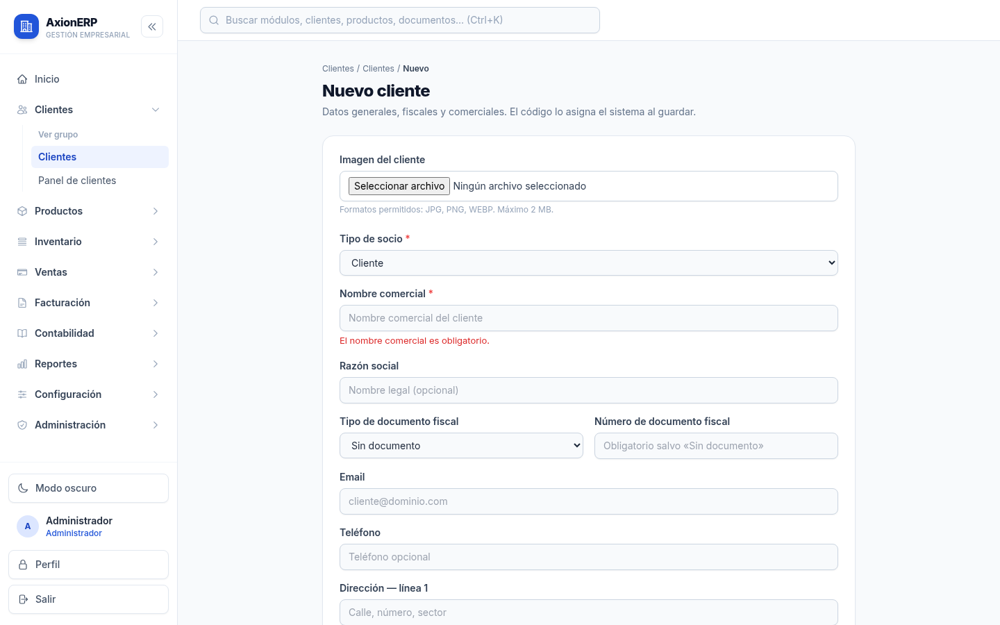 AxionERP
GESTIÓN EMPRESARIAL
Buscar módulos, clientes, productos, documentos... (Ctrl+K)
Inicio
Clientes
Ver grupo
Clientes
Panel de clientes
Productos
Inventario
Ventas
Facturación
Contabilidad
Reportes
Configuración
Administración
Modo oscuro
A
Administrador
Administrador
Perfil
Salir
Clientes / Clientes / Nuevo
Nuevo cliente
Datos generales, fiscales y comerciales. El código lo asigna el sistema al guardar.
Imagen del cliente
Seleccionar archivo Ningún archivo seleccionado
Formatos permitidos: JPG, PNG, WEBP. Máximo 2 MB.
Tipo de socio *
Cliente
Nombre comercial *
Nombre comercial del cliente
El nombre comercial es obligatorio.
Razón social
Nombre legal (opcional)
Tipo de documento fiscal
Sin documento
Número de documento fiscal
Obligatorio salvo «Sin documento»
Email
cliente@dominio.com
Teléfono
Teléfono opcional
Dirección — línea 1
Calle, número, sector